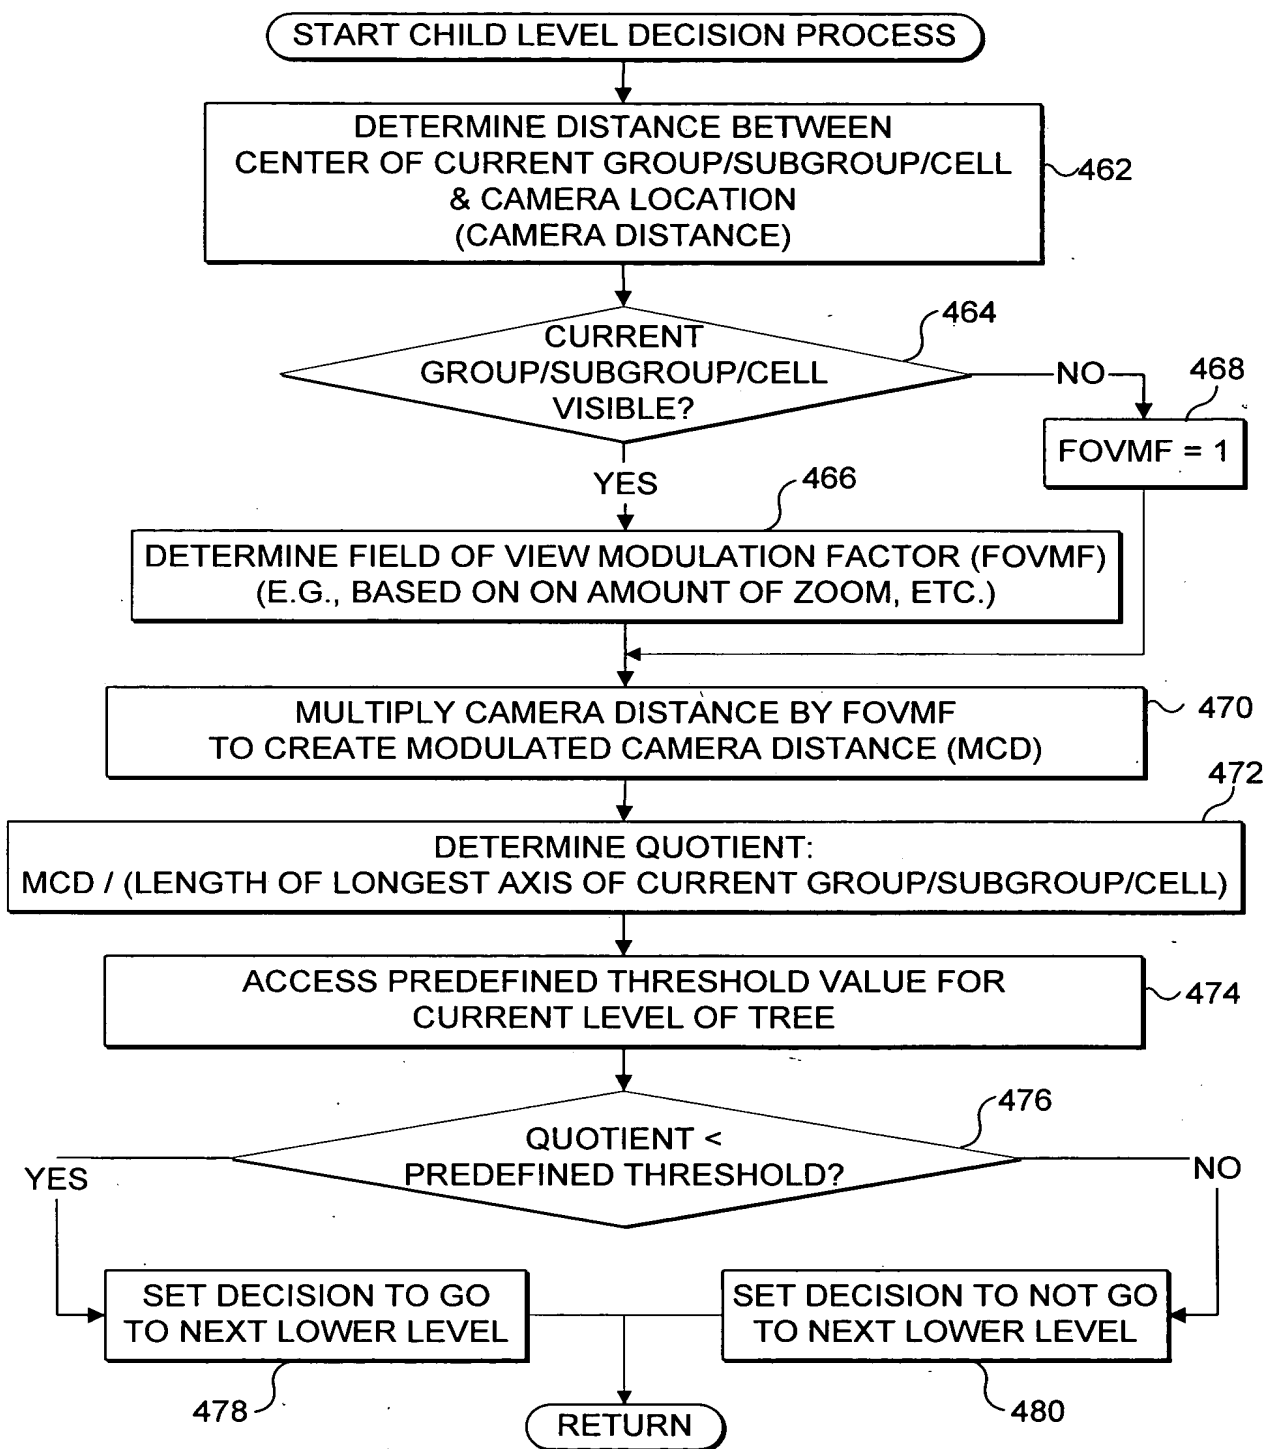 START CHILD LEVEL DECISION PROCESS
DETERMINE DISTANCE BETWEEN
CENTER OF CURRENT GROUP/SUBGROUP/CELL
& CAMERA LOCATION
(CAMERA DISTANCE)
462
CURRENT
GROUP/SUBGROUP/CELL
VISIBLE?
464
NO
468
FOVMF = 1
YES
466
DETERMINE FIELD OF VIEW MODULATION FACTOR (FOVMF)
(E.G., BASED ON ON AMOUNT OF ZOOM, ETC.)
MULTIPLY CAMERA DISTANCE BY FOVMF
TO CREATE MODULATED CAMERA DISTANCE (MCD)
470
472
DETERMINE QUOTIENT:
MCD / (LENGTH OF LONGEST AXIS OF CURRENT GROUP/SUBGROUP/CELL)
ACCESS PREDEFINED THRESHOLD VALUE FOR
CURRENT LEVEL OF TREE
474
476
QUOTIENT <
PREDEFINED THRESHOLD?
YES
NO
SET DECISION TO GO
TO NEXT LOWER LEVEL
SET DECISION TO NOT GO
TO NEXT LOWER LEVEL
478
480
RETURN